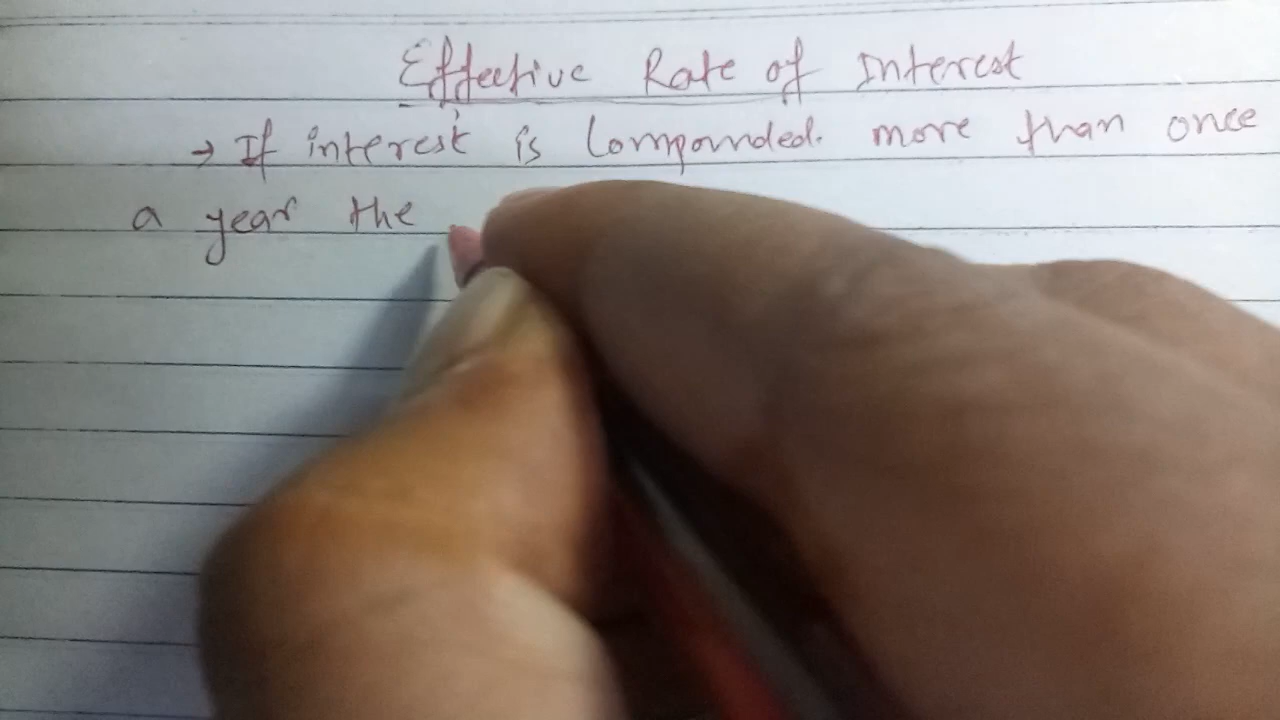 Effective Rate of Interest
→ If interest is Compounded. more than once
a year the